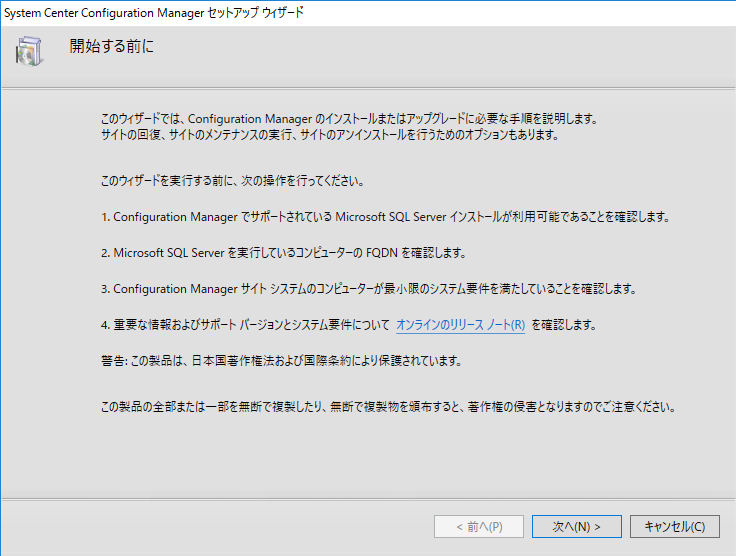 System Center Configuration Manager セットアップ ウィザード
開始する前に
このウィザードでは、Configuration Manager のインストールまたはアップグレードに必要な手順を説明します。
サイトの回復、サイトのメンテナンスの実行、サイトのアンインストールを行うためのオプションもあります。
このウィザードを実行する前に、次の操作を行ってください。
1. Configuration Manager でサポートされている Microsoft SQL Server インストールが利用可能であることを確認します。
2. Microsoft SQL Server を実行しているコンピューターの FQDN を確認します。
3. Configuration Manager サイト システムのコンピューターが最小限のシステム要件を満たしていることを確認します。
4. 重要な情報およびサポート バージョンとシステム要件について オンラインのリリース ノート(R) を確認します。
警告: この製品は、日本国著作権法および国際条約により保護されています。
この製品の全部または一部を無断で複製したり、無断で複製物を頒布すると、著作権の侵害となりますのでご注意ください。
< 前へ(P) 次へ(N) > キャンセル(C)